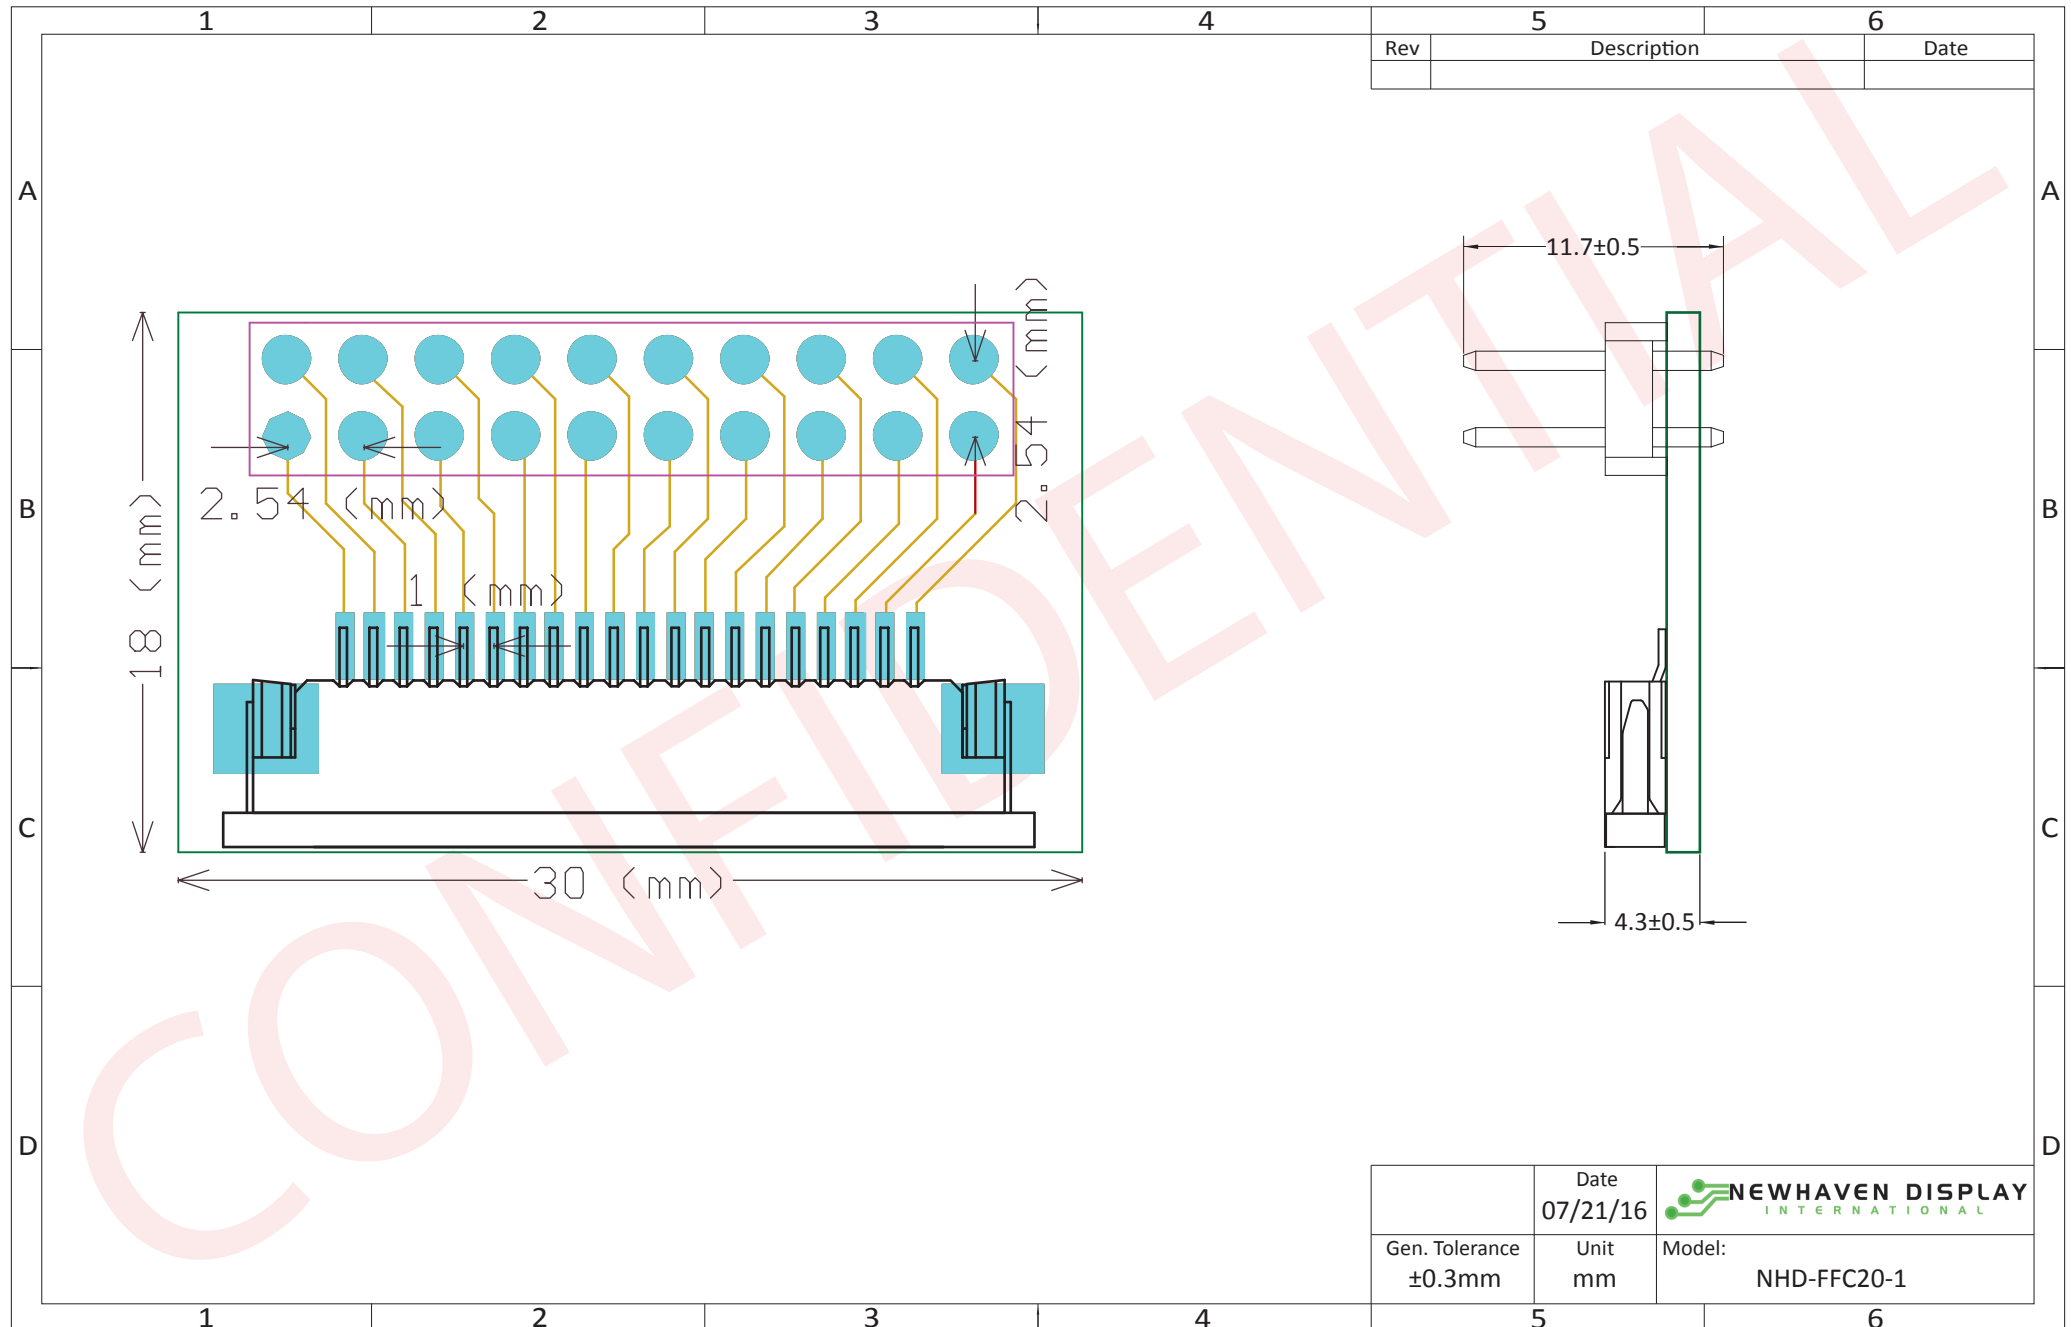 1 2 3 4 5 6
Rev Description Date
A A
11.7±0.5
2.54 (mm)
2.54 (mm)
B B
18 (mm)
1 (mm)
C C
30 (mm)
4.3±0.5
CONFIDENTIAL
D D
Date
07/21/16
NEWHAVEN DISPLAY
INTERNATIONAL
Gen. Tolerance Unit Model:
±0.3mm mm NHD-FFC20-1
1 2 3 4 5 6